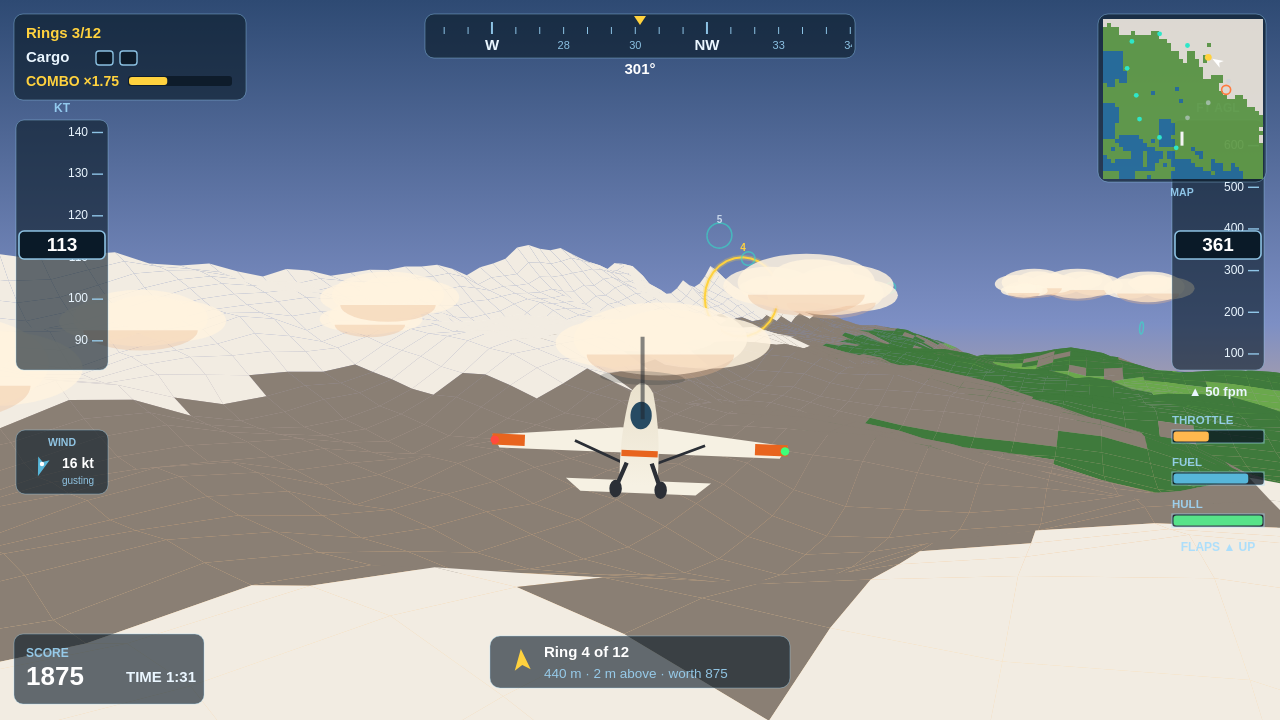 Rings 3/12
Cargo
COMBO ×1.75
KT
140
130
120
113
100
90
W 28 30 NW 33
301°
5
4
MAP
600
500
400
361
300
200
100
▲ 50 fpm
THROTTLE
FUEL
HULL
FLAPS ▲ UP
WIND
16 kt
gusting
SCORE
1875
TIME 1:31
Ring 4 of 12
440 m · 2 m above · worth 875